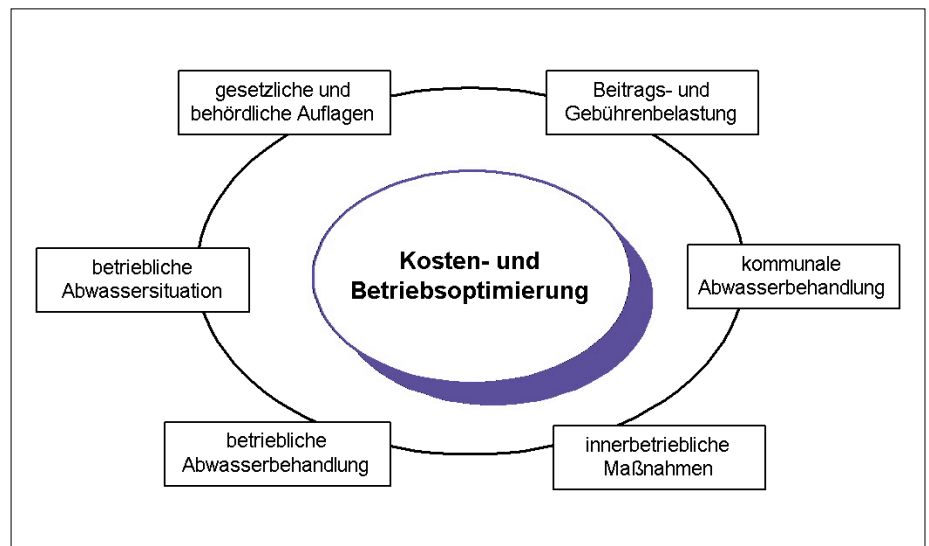 gesetzliche und
behördliche Auflagen
Beitrags- und
Gebührenbelastung
betriebliche
Abwassersituation
Kosten- und
Betriebsoptimierung
kommunale
Abwasserbehandlung
betriebliche
Abwasserbehandlung
innerbetriebliche
Maßnahmen